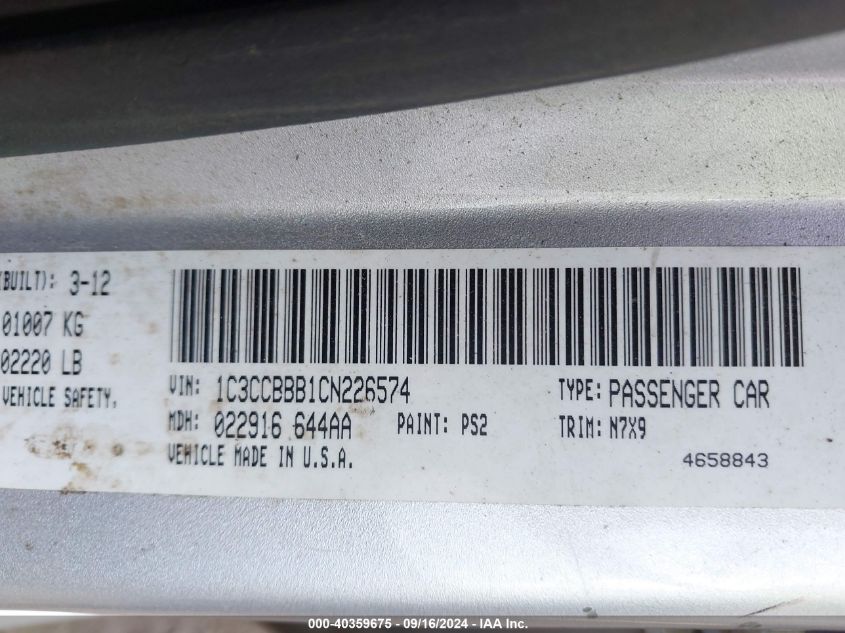 (BUILT): 3-12
01007 KG
02220 LB
VEHICLE SAFETY,
VIN: 1C3CCBBB1CN226574
TYPE: PASSENGER CAR
MDH: 022916 644AA
PAINT: PS2
TRIM: N7X9
VEHICLE MADE IN U.S.A.
4658843
000-40359675 - 09/16/2024 - IAA Inc.